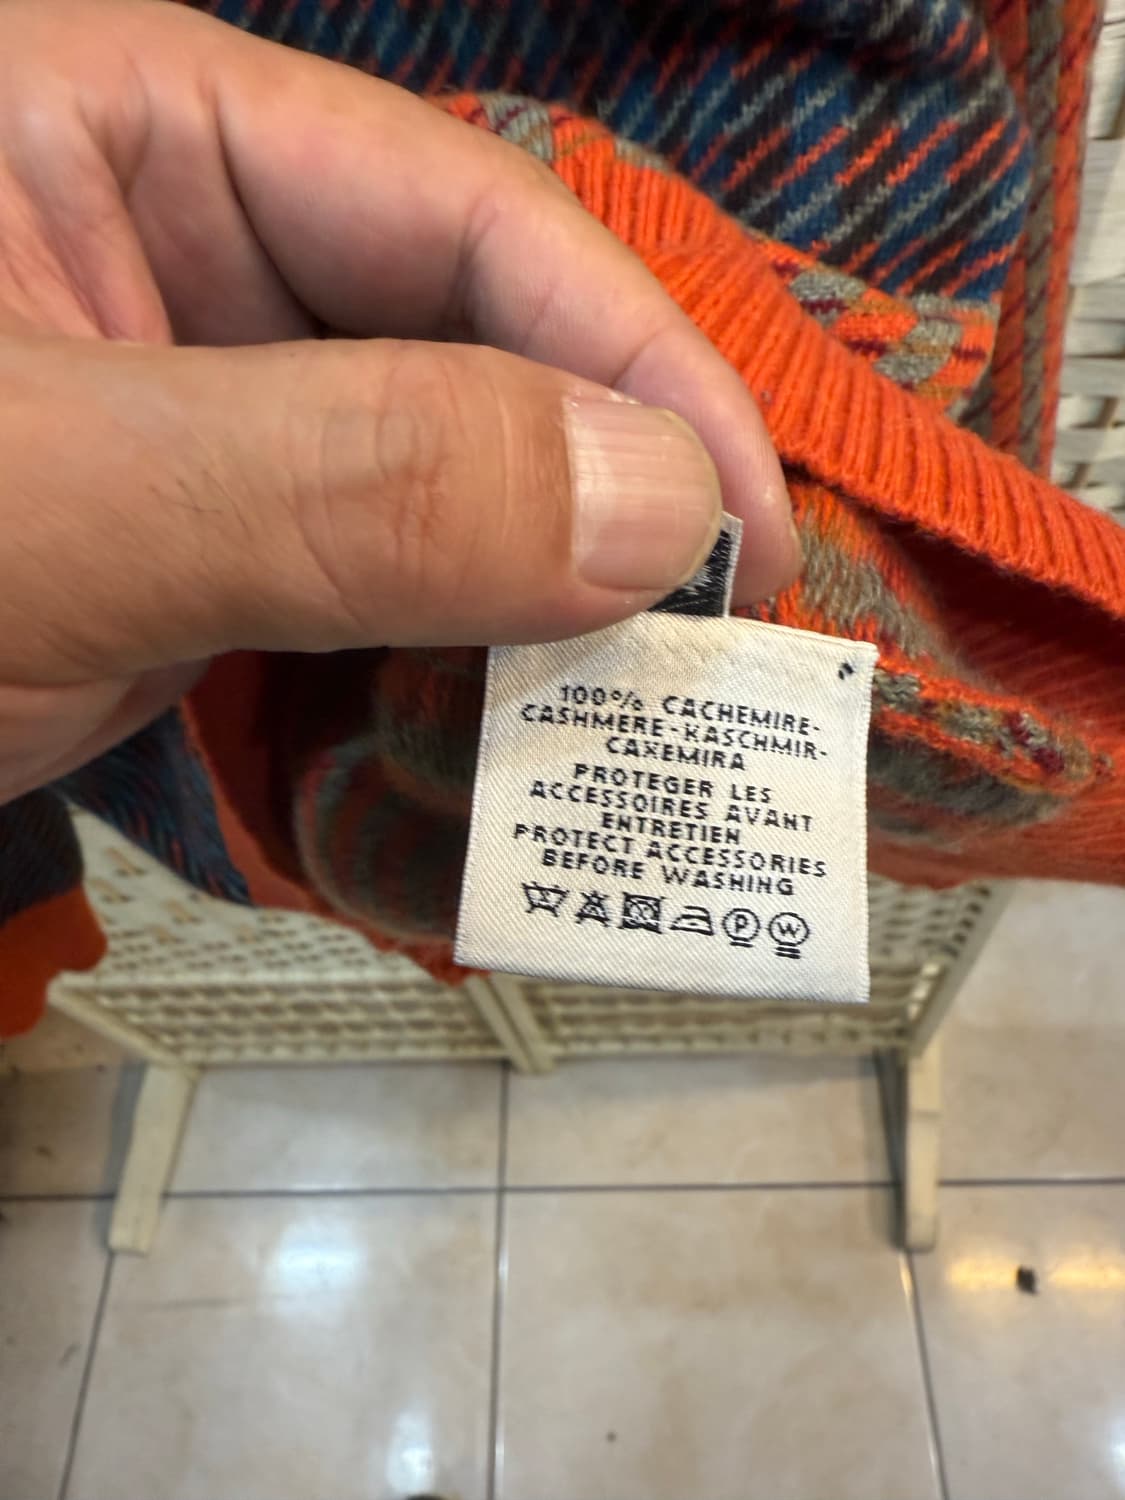 100% CACHEMIRE-
CASHMERE-KASCHMIR-
CAXEMIRA
PROTEGER LES
ACCESSOIRES AVANT
ENTRETIEN
PROTECT ACCESSORIES
BEFORE WASHING
P W